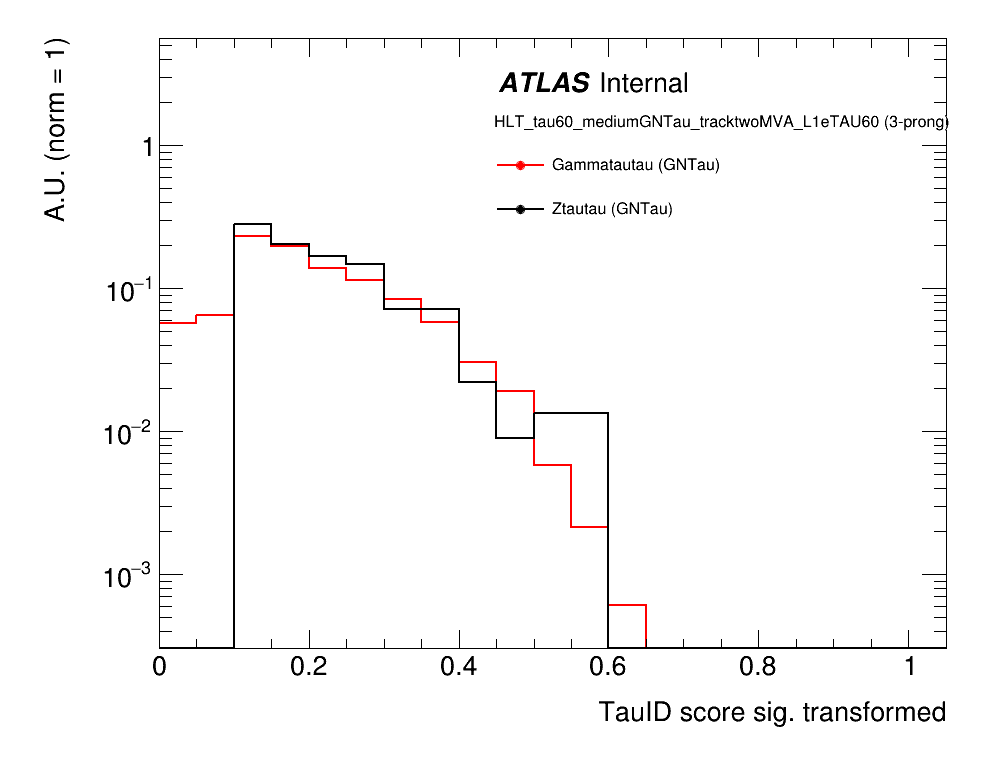 A.U. (norm = 1)
ATLAS Internal
HLT_tau60_mediumGNTau_tracktwoMVA_L1eTAU60 (3-prong)
Gammatautau (GNTau)
Ztautau (GNTau)
1
10⁻¹
10⁻²
10⁻³
0 0.2 0.4 0.6 0.8 1
TauID score sig. transformed